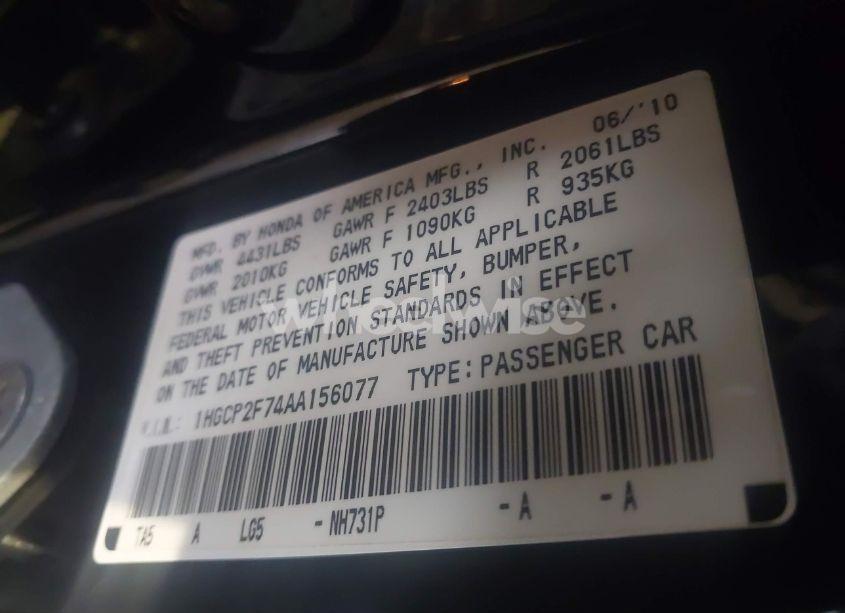 MFD. BY HONDA OF AMERICA MFG., INC. 06/'10
GVWR 4431LBS GAWR F 2403LBS R 2061LBS
GVWR 2010KG GAWR F 1090KG R 935KG
THIS VEHICLE CONFORMS TO ALL APPLICABLE
FEDERAL MOTOR VEHICLE SAFETY, BUMPER,
AND THEFT PREVENTION STANDARDS IN EFFECT
ON THE DATE OF MANUFACTURE SHOWN ABOVE.
V.I.N.: 1HGCP2F74AA156077 TYPE:PASSENGER CAR
TA5 A LG5 -NH731P -A -A
wheelwise